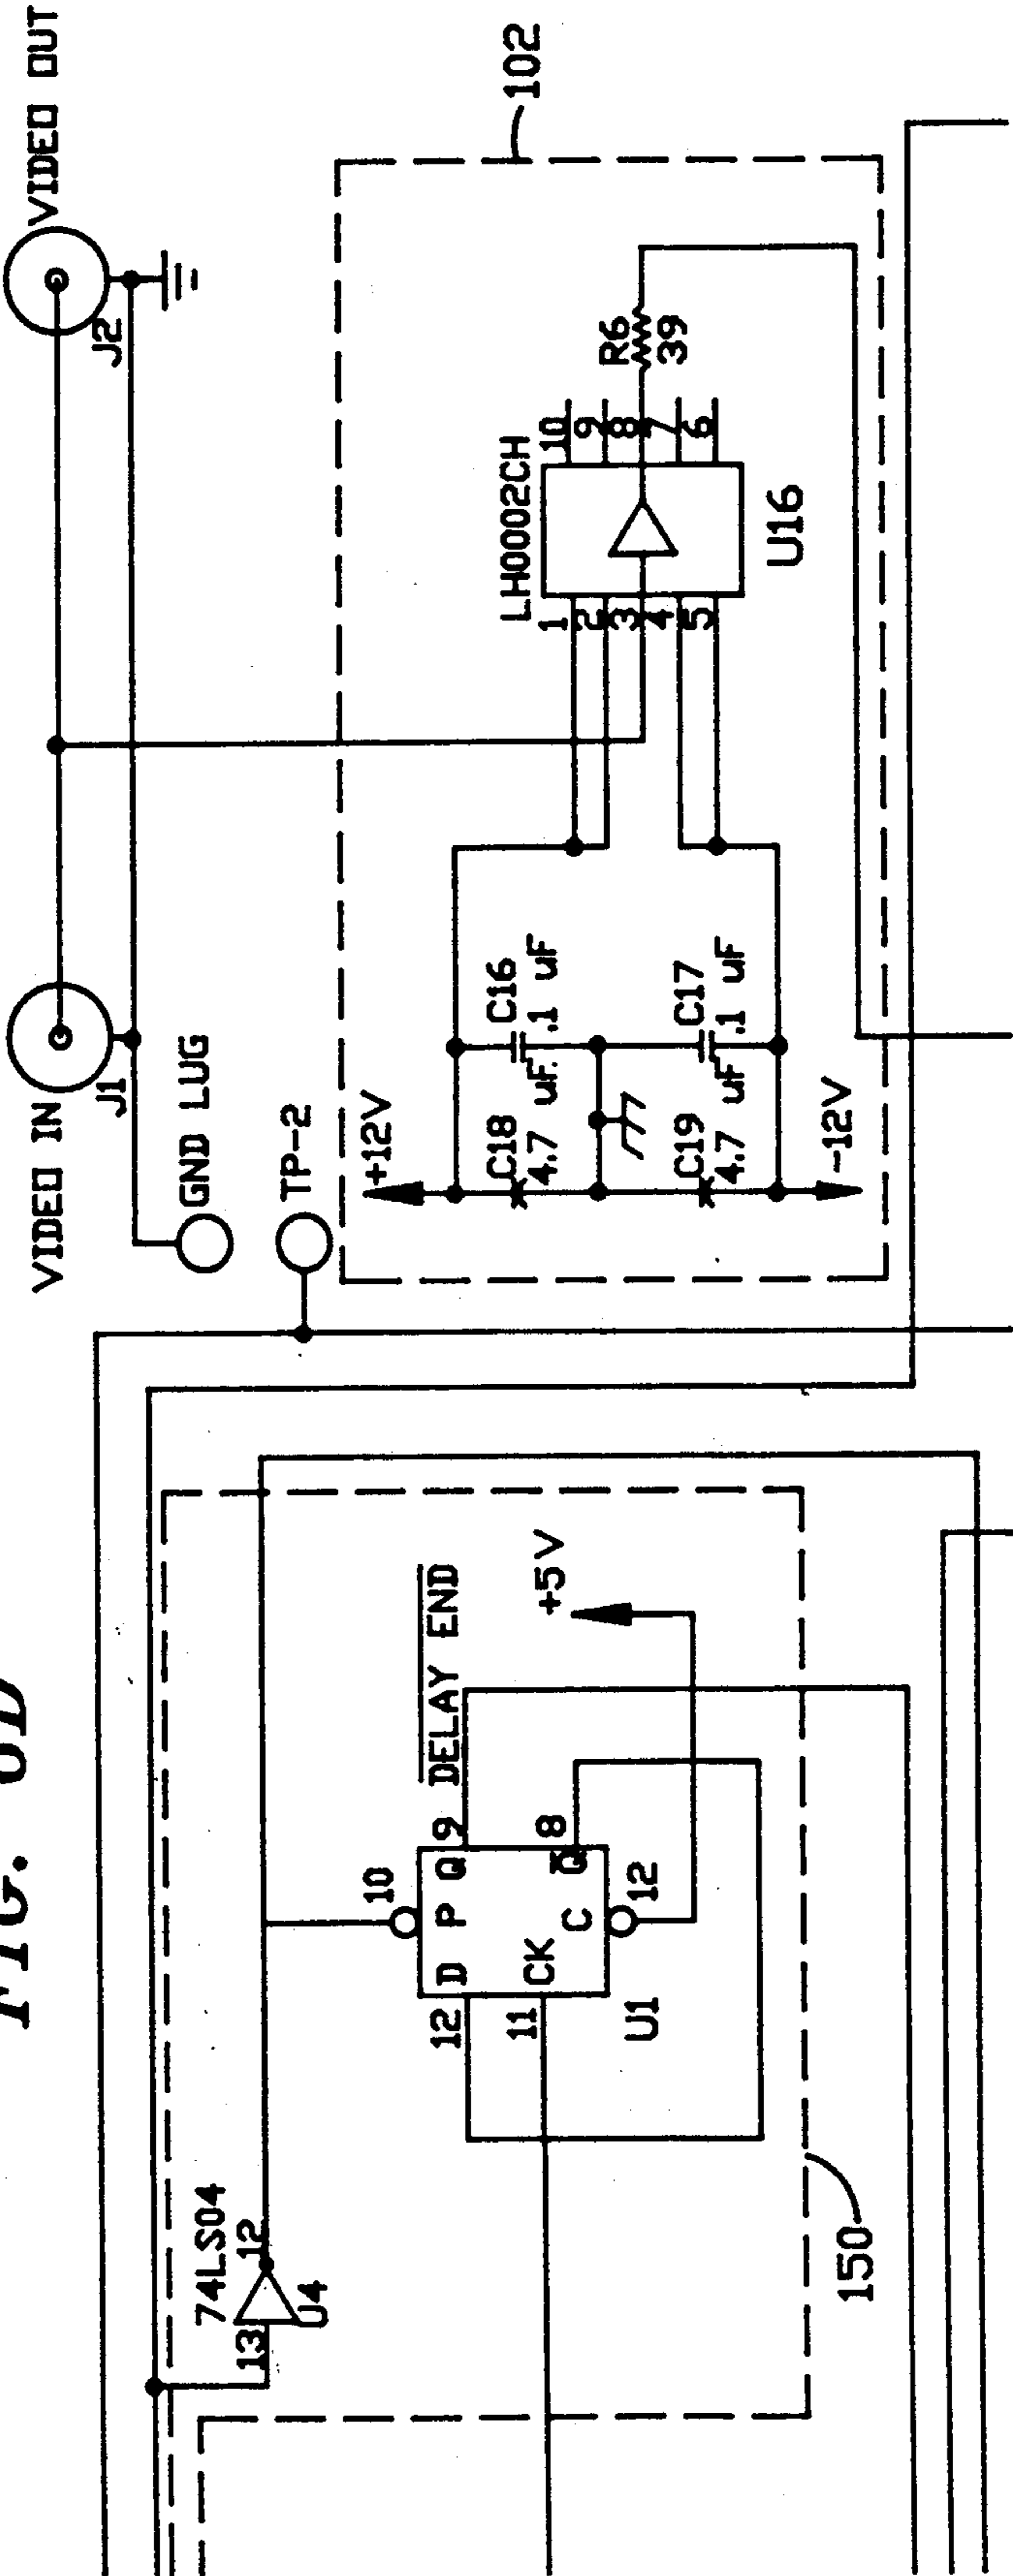 VIDEO IN
J1
VIDEO OUT
J2
GND LUG
TP-2
102
+12V
C18
4.7 uF
C16
.1 uF
C19
4.7 uF
C17
.1 uF
-12V
LH0002CH
1
2
3
4
5
10
9
8
7
6
U16
R6
39
74LS04
13
12
U4
10
12
D
P
Q
9
DELAY END
11
CK
C
Q
8
12
U1
+5V
150